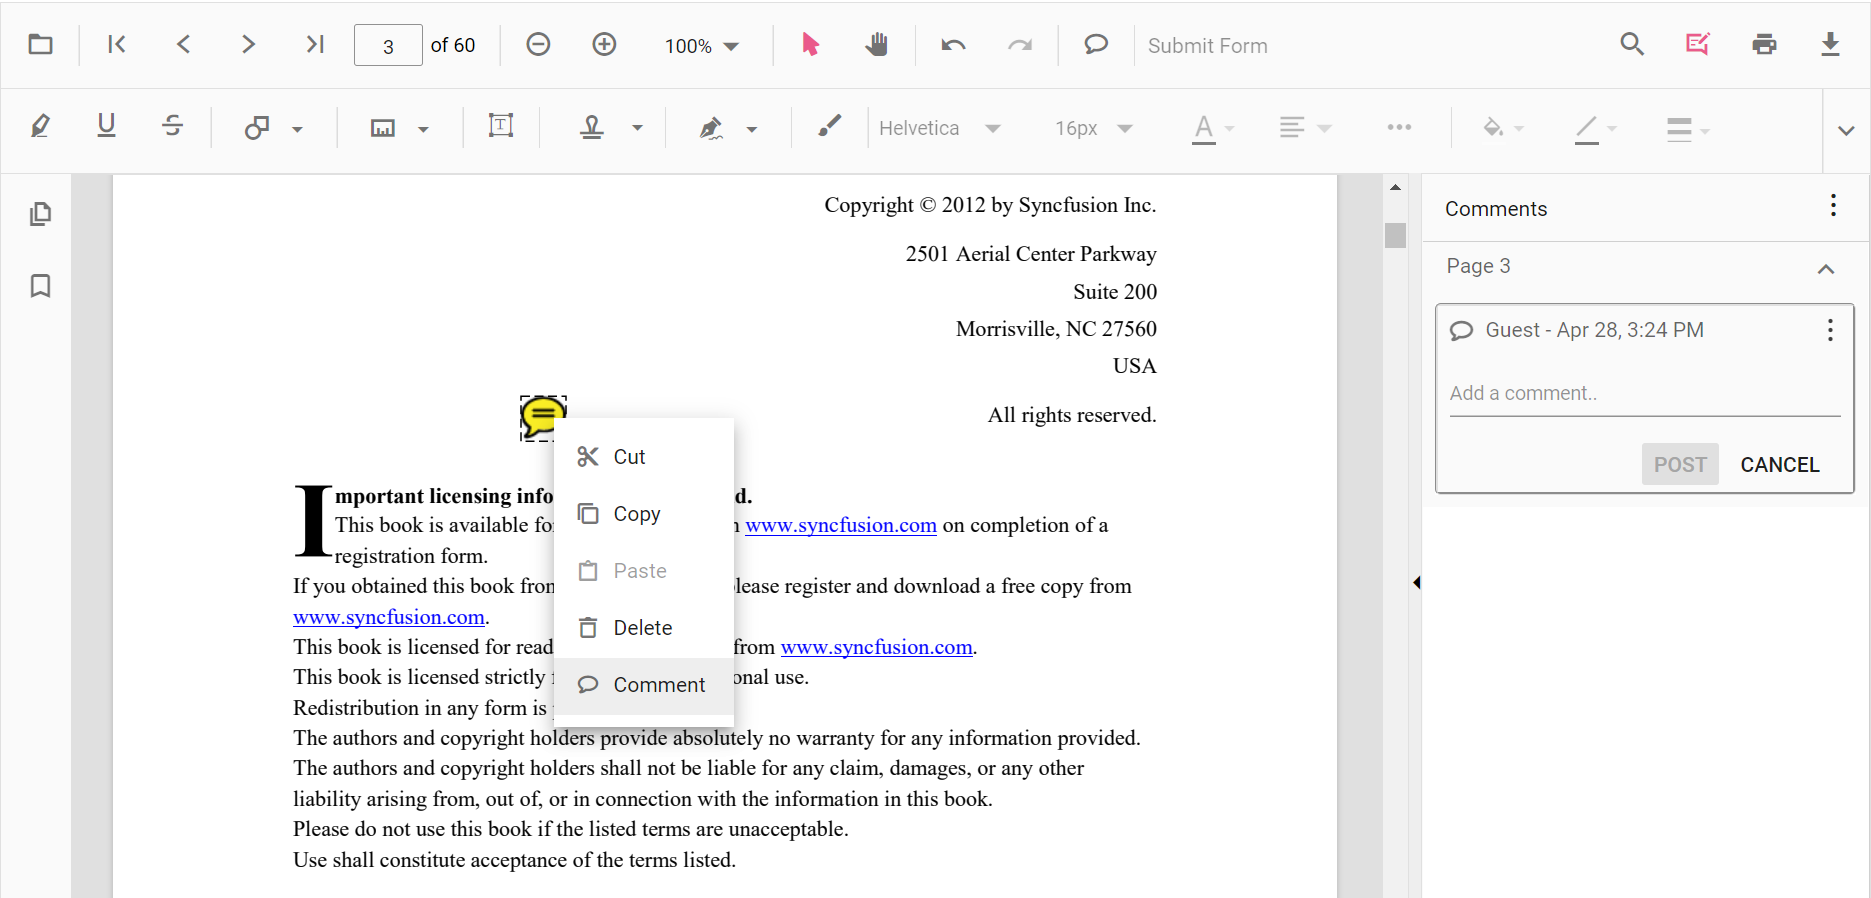 3 of 60 100% Submit Form
Helvetica 16px A
Copyright © 2012 by Syncfusion Inc.
2501 Aerial Center Parkway
Suite 200
Morrisville, NC 27560
USA
All rights reserved.
Important licensing info d.
This book is available fo www.syncfusion.com on completion of a
registration form.
If you obtained this book from please register and download a free copy from
www.syncfusion.com.
This book is licensed for read from www.syncfusion.com.
This book is licensed strictly onal use.
Redistribution in any form is
The authors and copyright holders provide absolutely no warranty for any information provided.
The authors and copyright holders shall not be liable for any claim, damages, or any other
liability arising from, out of, or in connection with the information in this book.
Please do not use this book if the listed terms are unacceptable.
Use shall constitute acceptance of the terms listed.
Cut
Copy
Paste
Delete
Comment
Comments
Page 3
Guest - Apr 28, 3:24 PM
Add a comment..
POST CANCEL